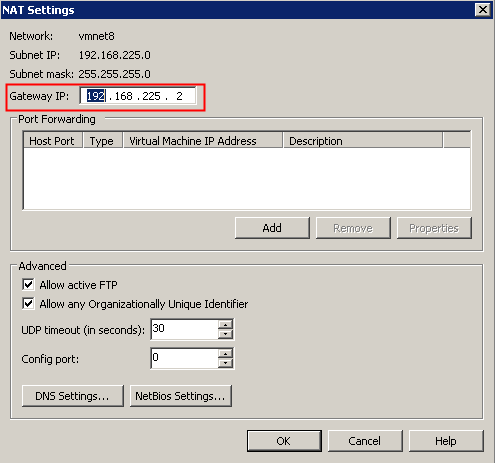 NAT Settings
Network: vmnet8
Subnet IP: 192.168.225.0
Subnet mask: 255.255.255.0
Gateway IP: 192 . 168 . 225 . 2
Port Forwarding
Host Port Type Virtual Machine IP Address Description
Add Remove Properties
Advanced
Allow active FTP
Allow any Organizationally Unique Identifier
UDP timeout (in seconds): 30
Config port: 0
DNS Settings... NetBios Settings...
OK Cancel Help